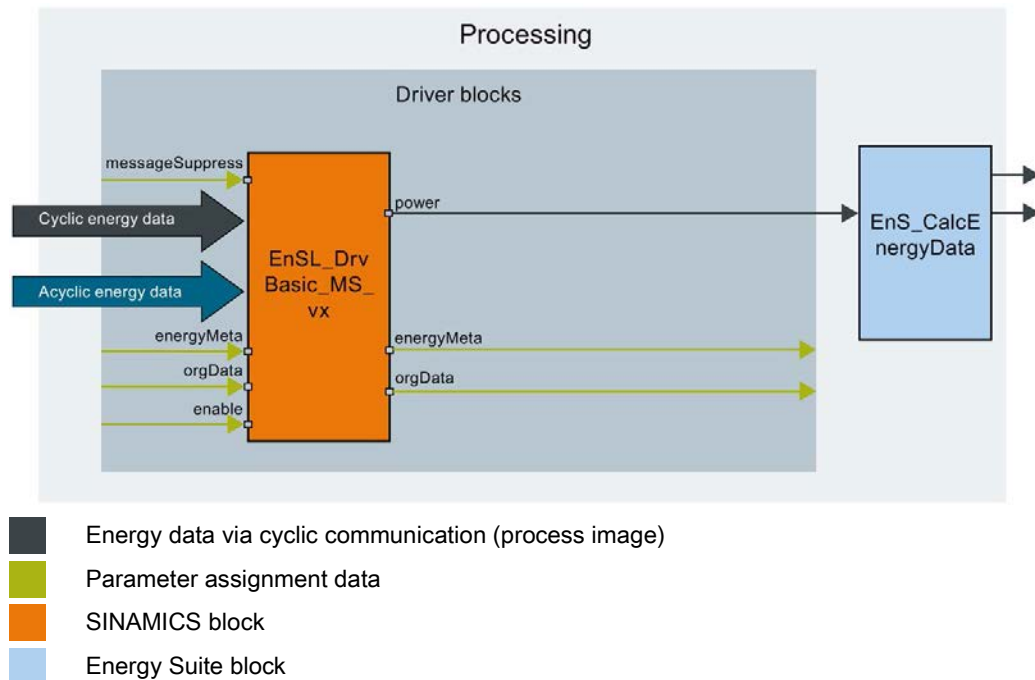 Processing
Driver blocks
messageSuppress
Cyclic energy data
power
Acyclic energy data
EnSL_Drv
Basic_MS_
vx
EnS_CalcE
nergyData
energyMeta
energyMeta
orgData
orgData
enable
Energy data via cyclic communication (process image)
Parameter assignment data
SINAMICS block
Energy Suite block